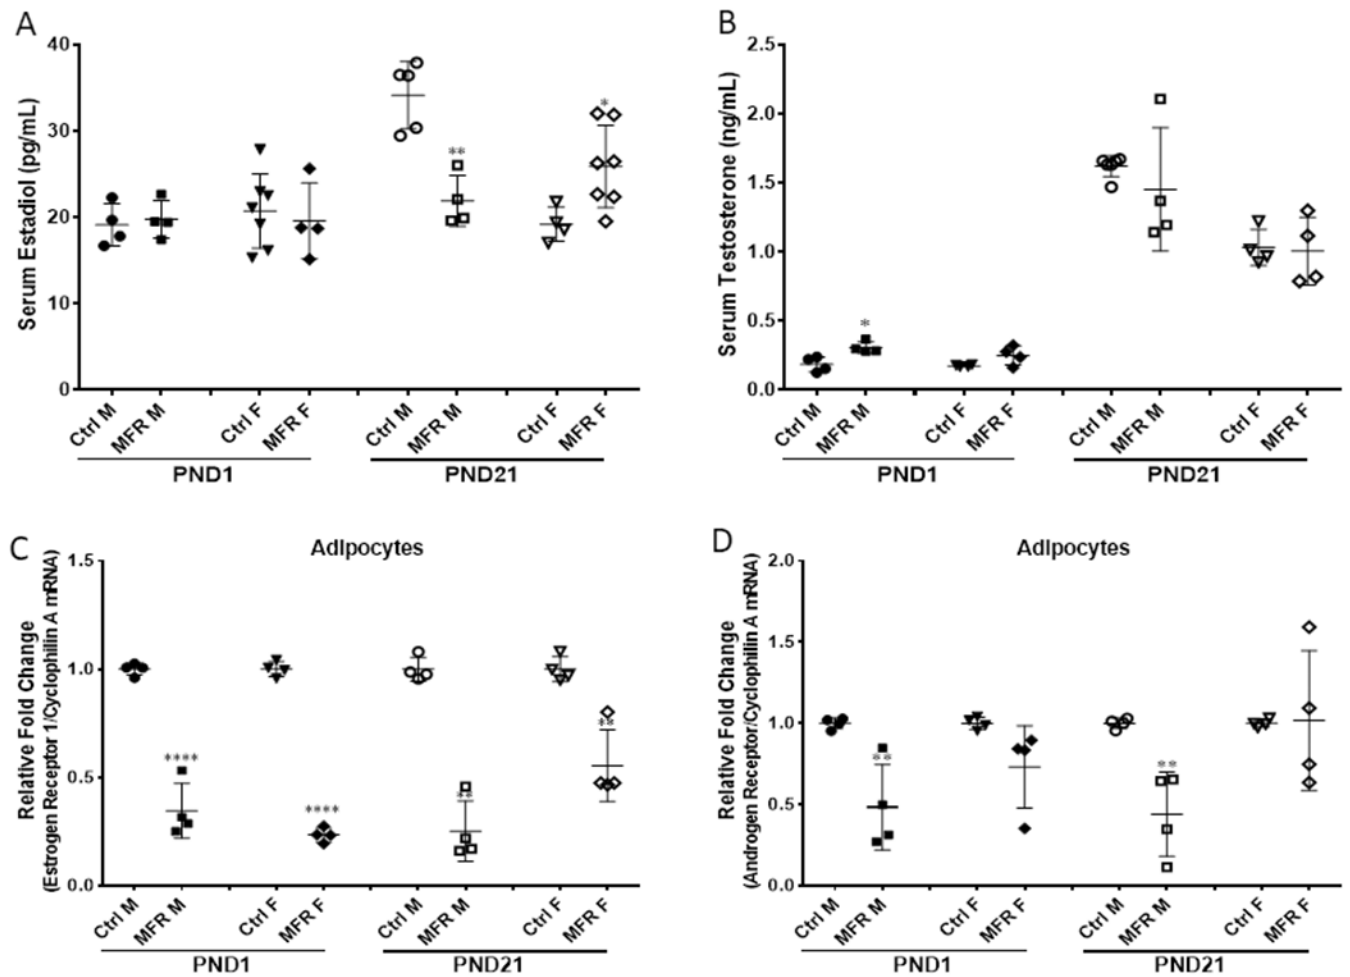 A
Serum Estadiol (pg/mL)
40
30
20
10
0
**
*
Ctrl M
MFR M
Ctrl F
MFR F
Ctrl M
MFR M
Ctrl F
MFR F
PND1
PND21
B
Serum Testosterone (ng/mL)
2.5
2.0
1.5
1.0
0.5
0.0
*
Ctrl M
MFR M
Ctrl F
MFR F
Ctrl M
MFR M
Ctrl F
MFR F
PND1
PND21
C
Adipocytes
Relative Fold Change
(Estrogen Receptor 1/Cyclophilin A mRNA)
1.5
1.0
0.5
0.0
****
****
**
**
Ctrl M
MFR M
Ctrl F
MFR F
Ctrl M
MFR M
Ctrl F
MFR F
PND1
PND21
D
Adipocytes
Relative Fold Change
(Androgen Receptor/Cyclophilin A mRNA)
2.0
1.5
1.0
0.5
0.0
**
**
Ctrl M
MFR M
Ctrl F
MFR F
Ctrl M
MFR M
Ctrl F
MFR F
PND1
PND21